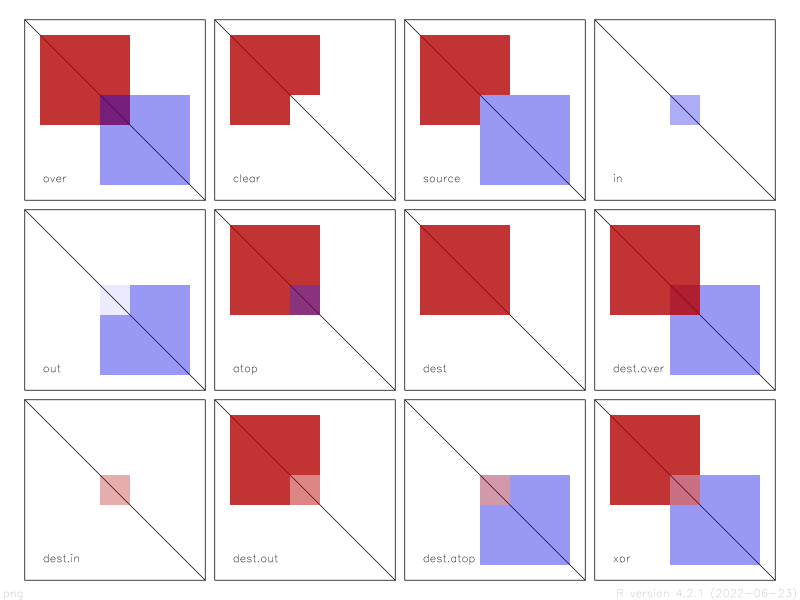 over
clear
source
in
out
atop
dest
dest.over
dest.in
dest.out
dest.atop
xor
png
R version 4.2.1 (2022-06-23)